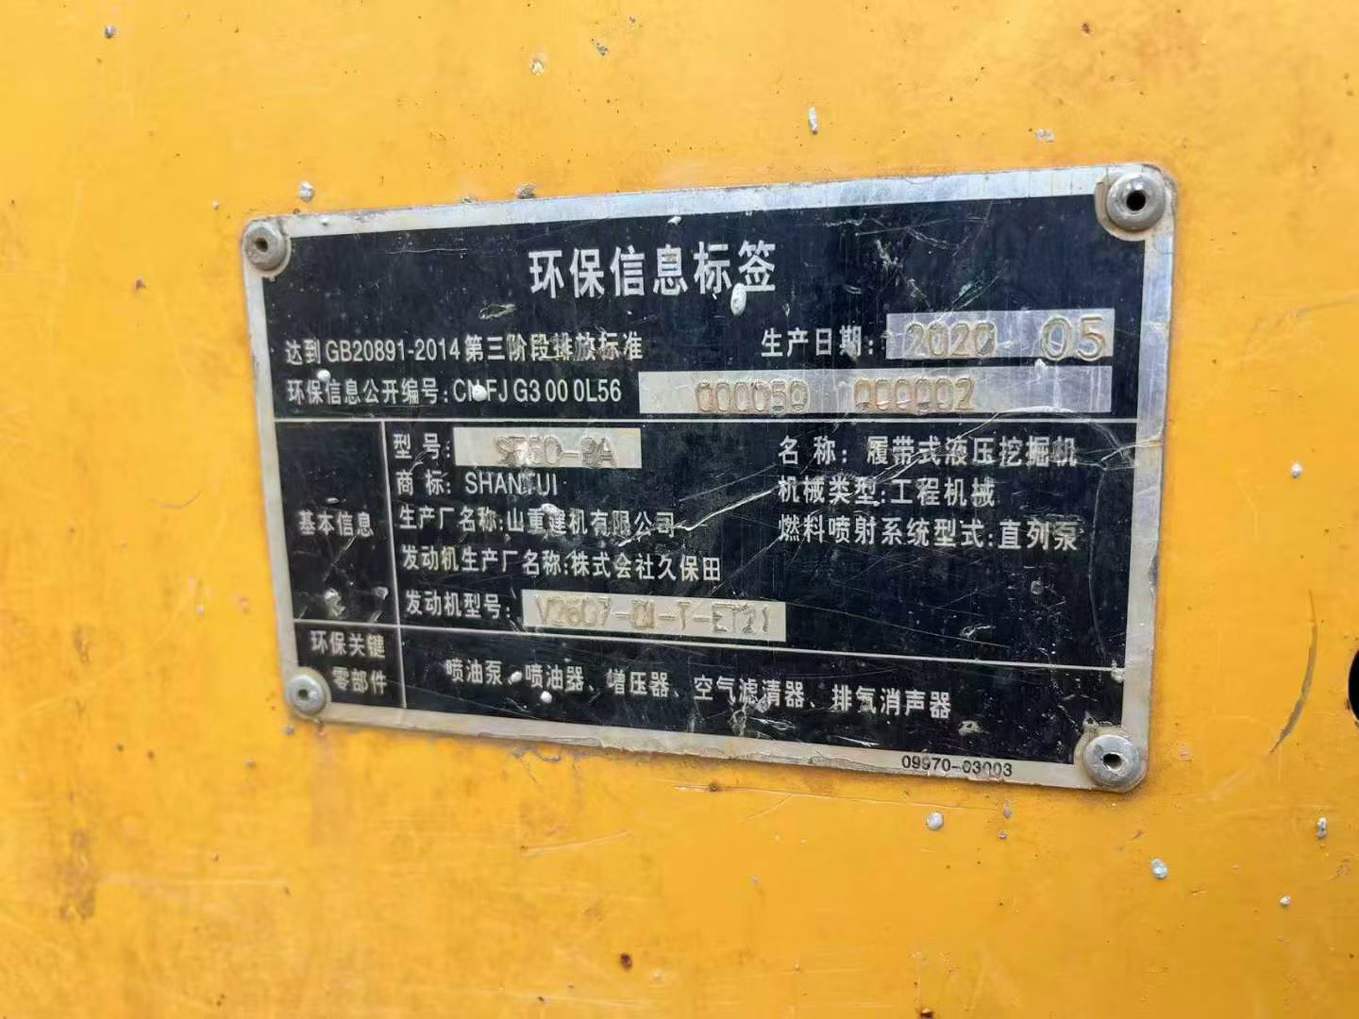 环保信息标签
达到GB20891-2014第三阶段排放标准 生产日期: 2020 05
环保信息公开编号: CN FJ G3 00 0L56 000050 000002
基本信息
型号:
名称: 履带式液压挖掘机
商标: SHANTUI
机械类型: 工程机械
生产厂名称: 山重建机有限公司
燃料喷射系统型式: 直列泵
发动机生产厂名称: 株式会社久保田
发动机型号: V2607-DI-T-ET21
环保关键
零部件
喷油泵、喷油器、增压器、空气滤清器、排气消声器
09970-03003